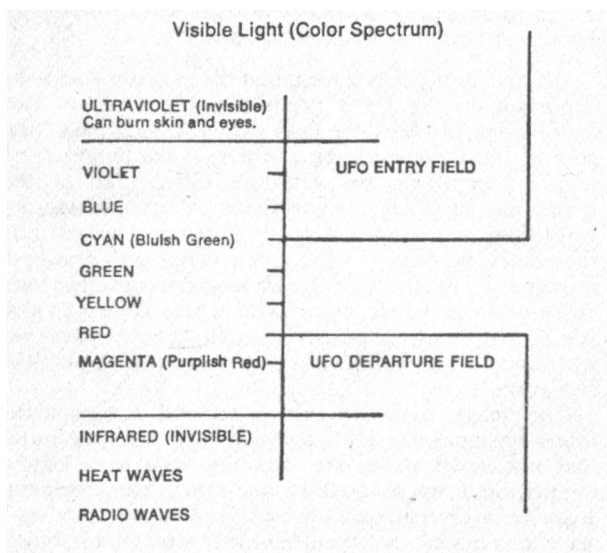 Visible Light (Color Spectrum)
ULTRAVIOLET (Invisible)
Can burn skin and eyes.
UFO ENTRY FIELD
VIOLET
BLUE
CYAN (Bluish Green)
GREEN
YELLOW
RED
MAGENTA (Purplish Red)
UFO DEPARTURE FIELD
INFRARED (INVISIBLE)
HEAT WAVES
RADIO WAVES